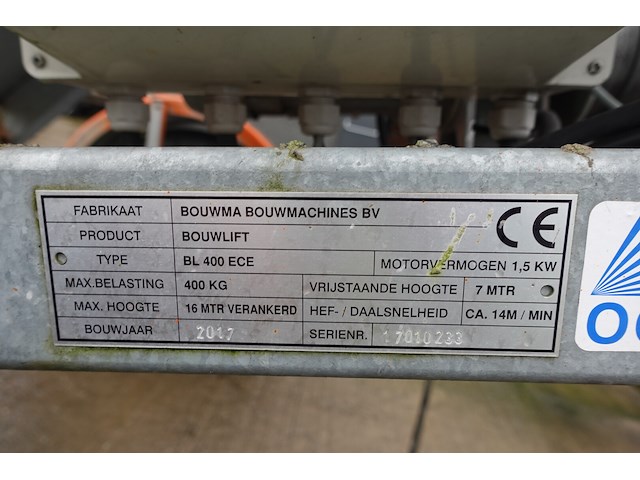 FABRIKAAT BOUWMA BOUWMACHINES BV CE
PRODUCT BOUWLIFT
TYPE BL 400 ECE MOTORVERMOGEN 1,5 KW
MAX.BELASTING 400 KG VRIJSTAANDE HOOGTE 7 MTR
MAX. HOOGTE 16 MTR VERANKERD HEF- / DAALSNELHEID CA. 14M / MIN
BOUWJAAR 2017 SERIENR. 17010233